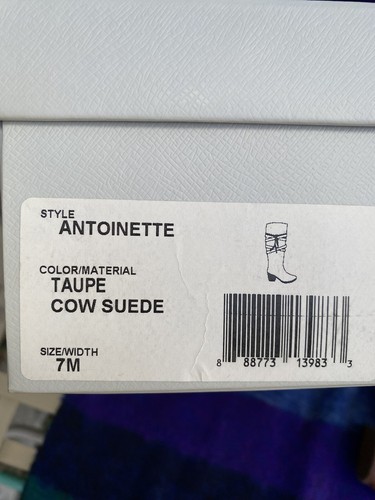 STYLE
ANTOINETTE
COLOR/MATERIAL
TAUPE
COW SUEDE
SIZE/WIDTH
7M
8 88773 13983 3